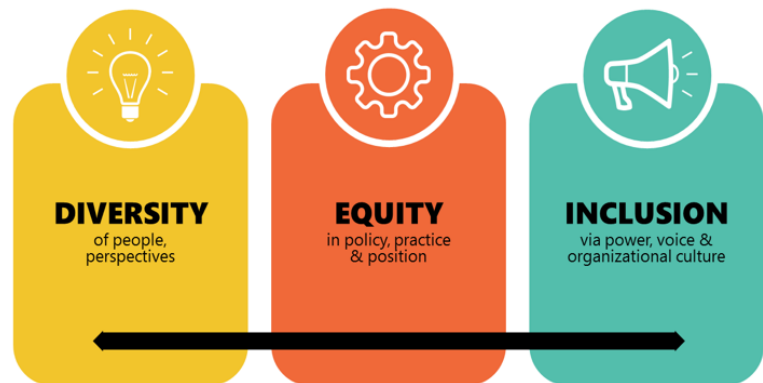 DIVERSITY
of people,
perspectives
EQUITY
in policy, practice
& position
INCLUSION
via power, voice &
organizational culture